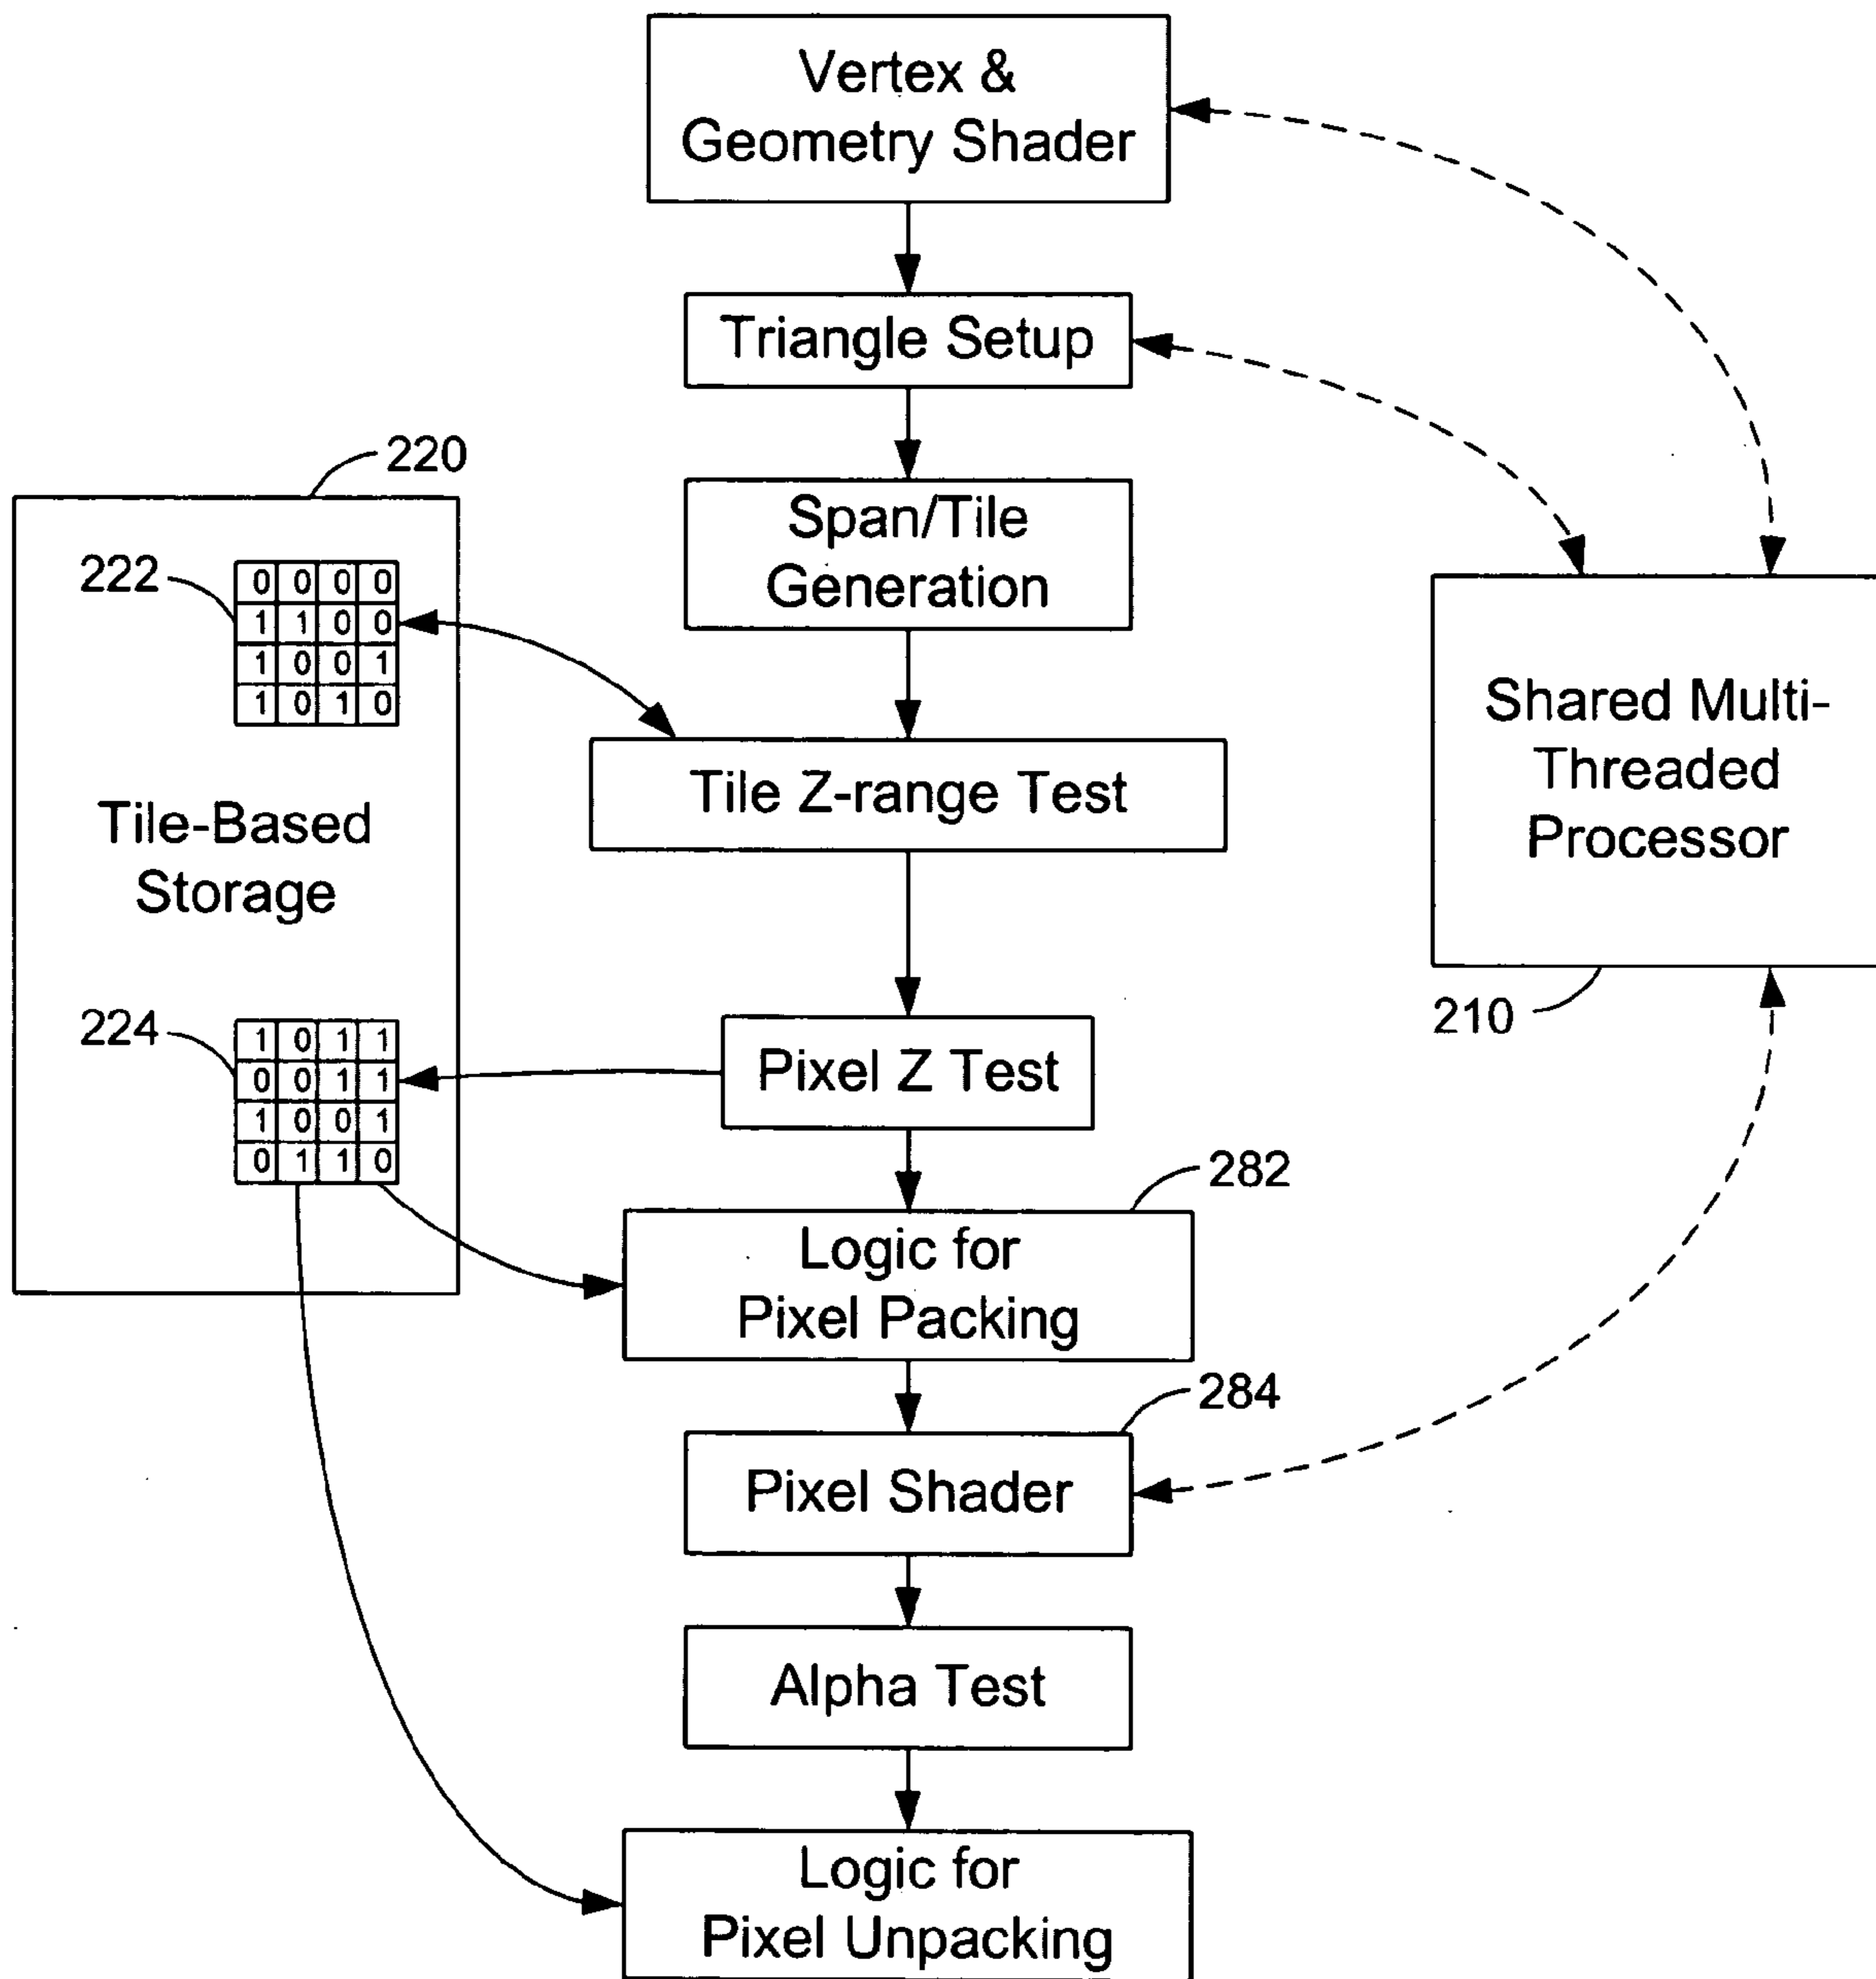 Vertex &
Geometry Shader
Triangle Setup
220
Span/Tile
Generation
222
0 0 0 0
1 1 0 0
1 0 0 1
1 0 1 0
Tile Z-range Test
Shared Multi-
Threaded
Processor
210
Tile-Based
Storage
224
1 0 1 1
0 0 1 1
1 0 0 1
0 1 1 0
Pixel Z Test
282
Logic for
Pixel Packing
284
Pixel Shader
Alpha Test
Logic for
Pixel Unpacking